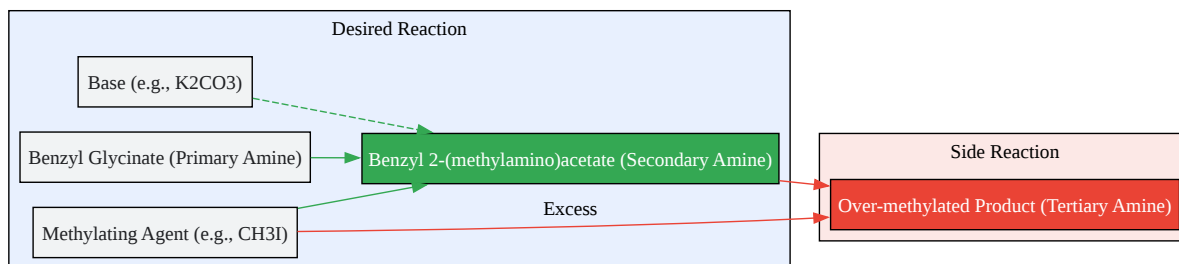 Desired Reaction
Base (e.g., K2CO3)
Benzyl Glycinate (Primary Amine)
Benzyl 2-(methylamino)acetate (Secondary Amine)
Methylating Agent (e.g., CH3I)
Excess
Side Reaction
Over-methylated Product (Tertiary Amine)